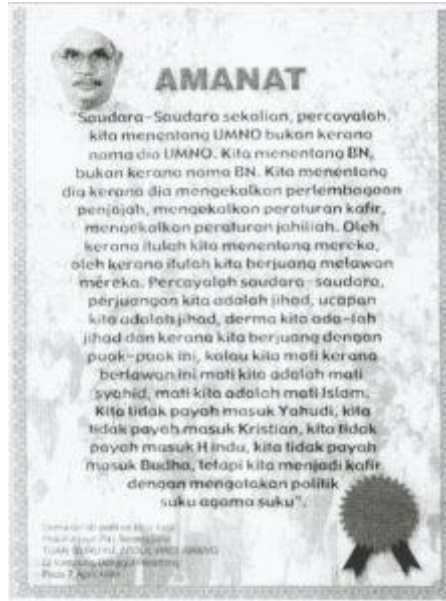 AMANAT
"Saudara-Saudara sekalian, percayalah,
kita menentang UMNO bukan kerana
nama dia UMNO. Kita menentang BN,
bukan kerana nama BN. Kita menentang
dia kerana dia mengekalkan perlembagaan
penjajah, mengekalkan peraturan kafir,
mengekalkan peraturan jahiliah. Oleh
kerana itulah kita menentang mereka,
oleh kerana itulah kita berjuang melawan
mereka. Percayalah saudara-saudara,
perjuangan kita adalah jihad, ucapan
kita adalah jihad, derma kita ada-lah
jihad dan kerana kita berjuang dengan
puak-puak ini, kalau kita mati kerana
berlawan ini mati kita adalah mati
syahid, mati kita adalah mati Islam.
Kita tidak payah masuk Yahudi, kita
tidak payah masuk Kristian, kita tidak
payah masuk Hindu, kita tidak payah
masuk Budha, tetapi kita menjadi kafir
dengan mengatakan politik
suku agama suku".
TUAN GURU HJ. ABDUL HADI AWANG